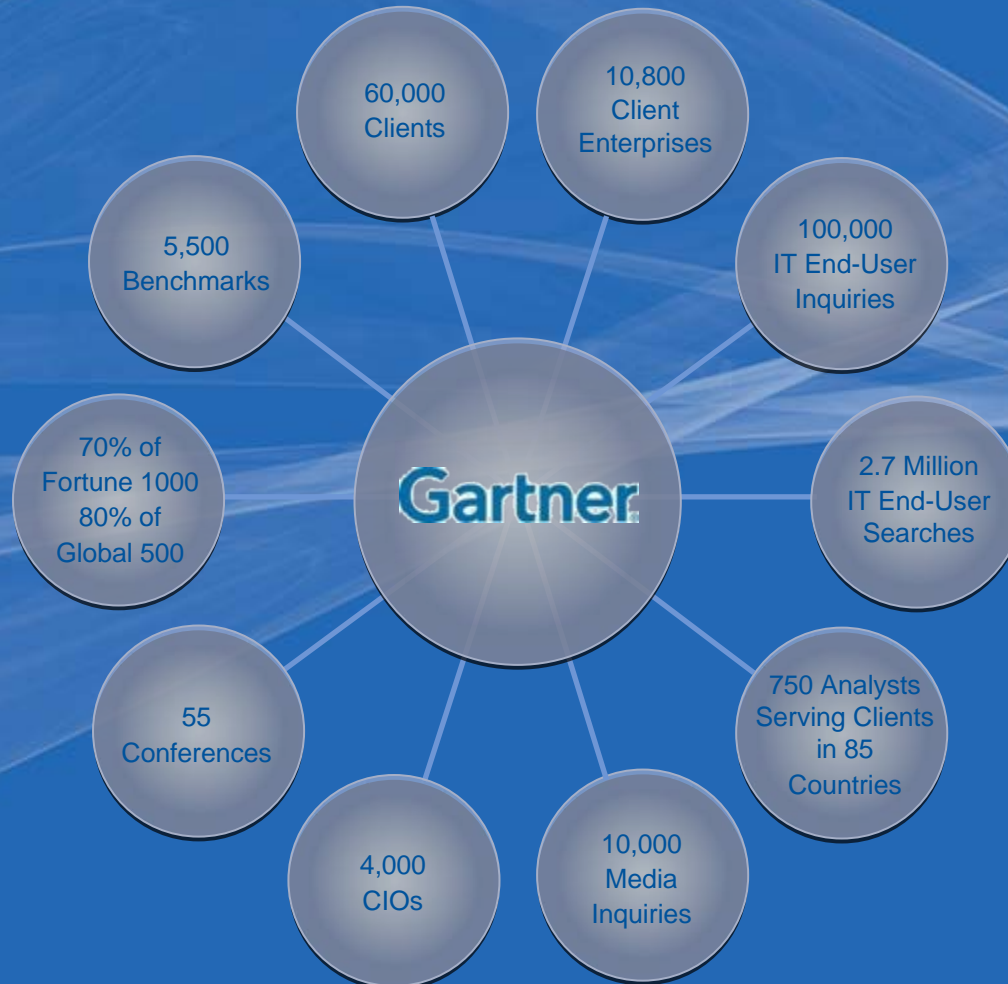 60,000
Clients
10,800
Client
Enterprises
100,000
IT End-User
Inquiries
5,500
Benchmarks
70% of
Fortune 1000
80% of
Global 500
Gartner
2.7 Million
IT End-User
Searches
55
Conferences
750 Analysts
Serving Clients
in 85
Countries
4,000
CIOs
10,000
Media
Inquiries